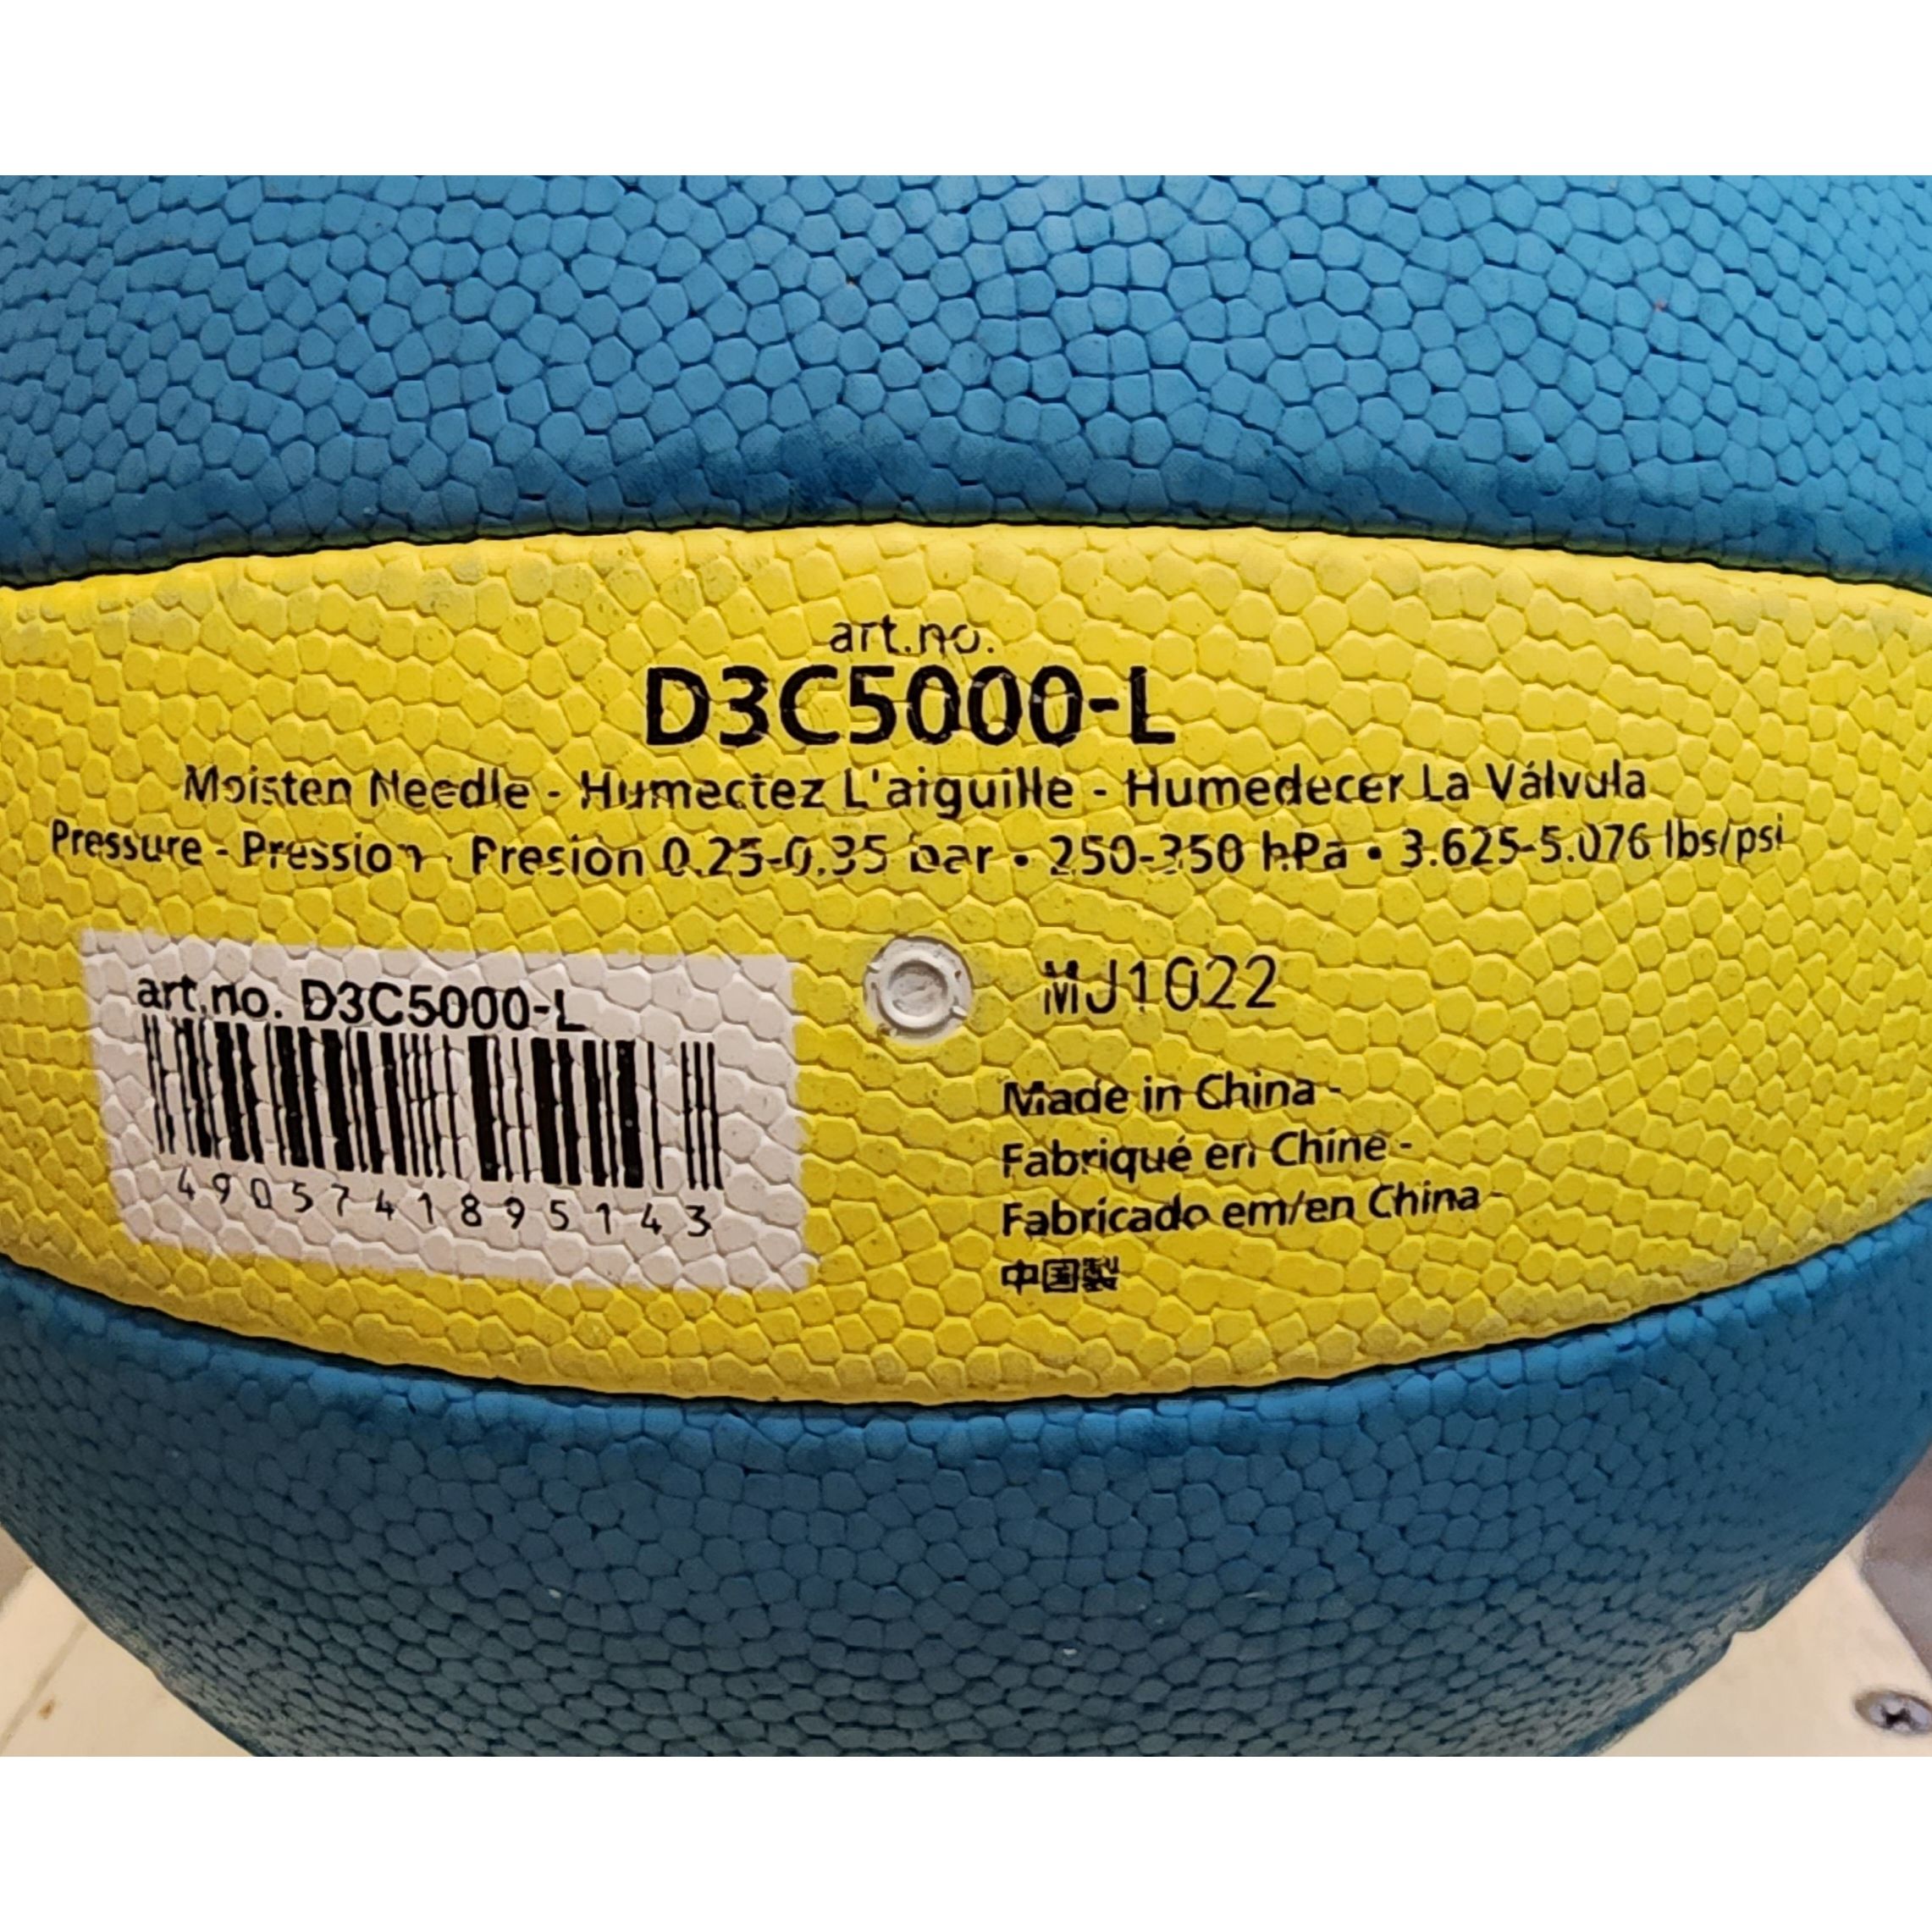 art.no.
D3C5000-L
Moisten Needle - Humectez L'aiguille - Humedecer La Válvula
Pressure - Pression - Presión 0.25-0.35 bar • 250-350 hPa • 3.625-5.076 lbs/psi
art.no. D3C5000-L
4905741895143
MJ1022
Made in China -
Fabriqué en Chine -
Fabricado em/en China -
中国製